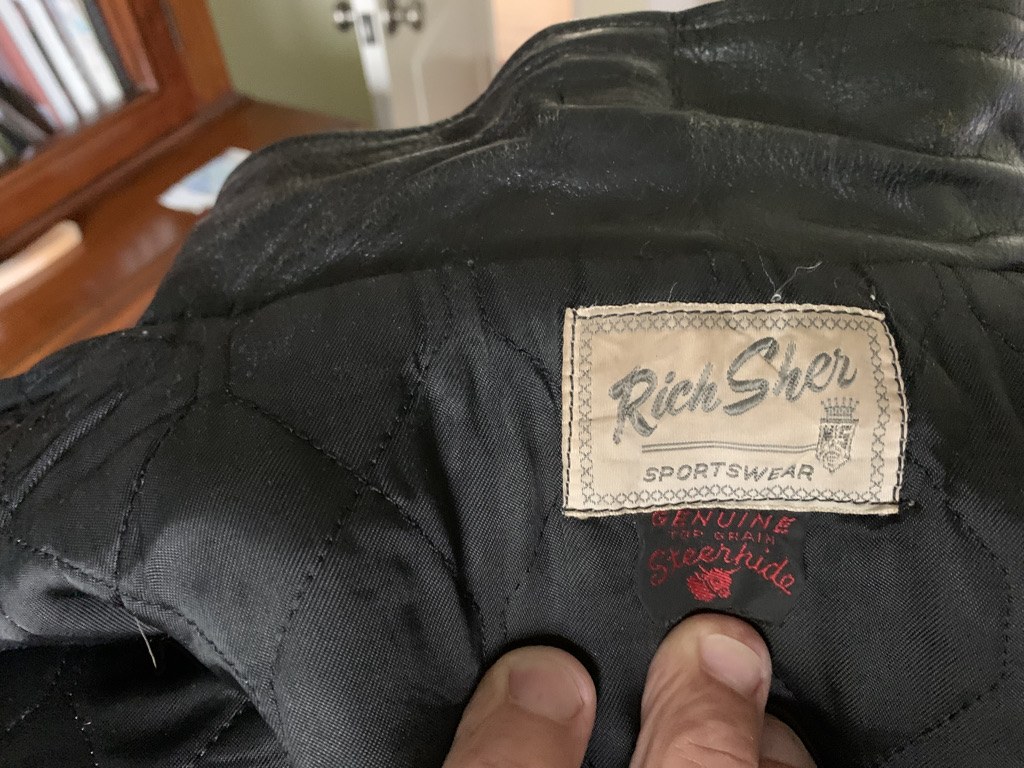 Rich Sher
SPORTSWEAR
GENUINE
TOP GRAIN
Steerhide